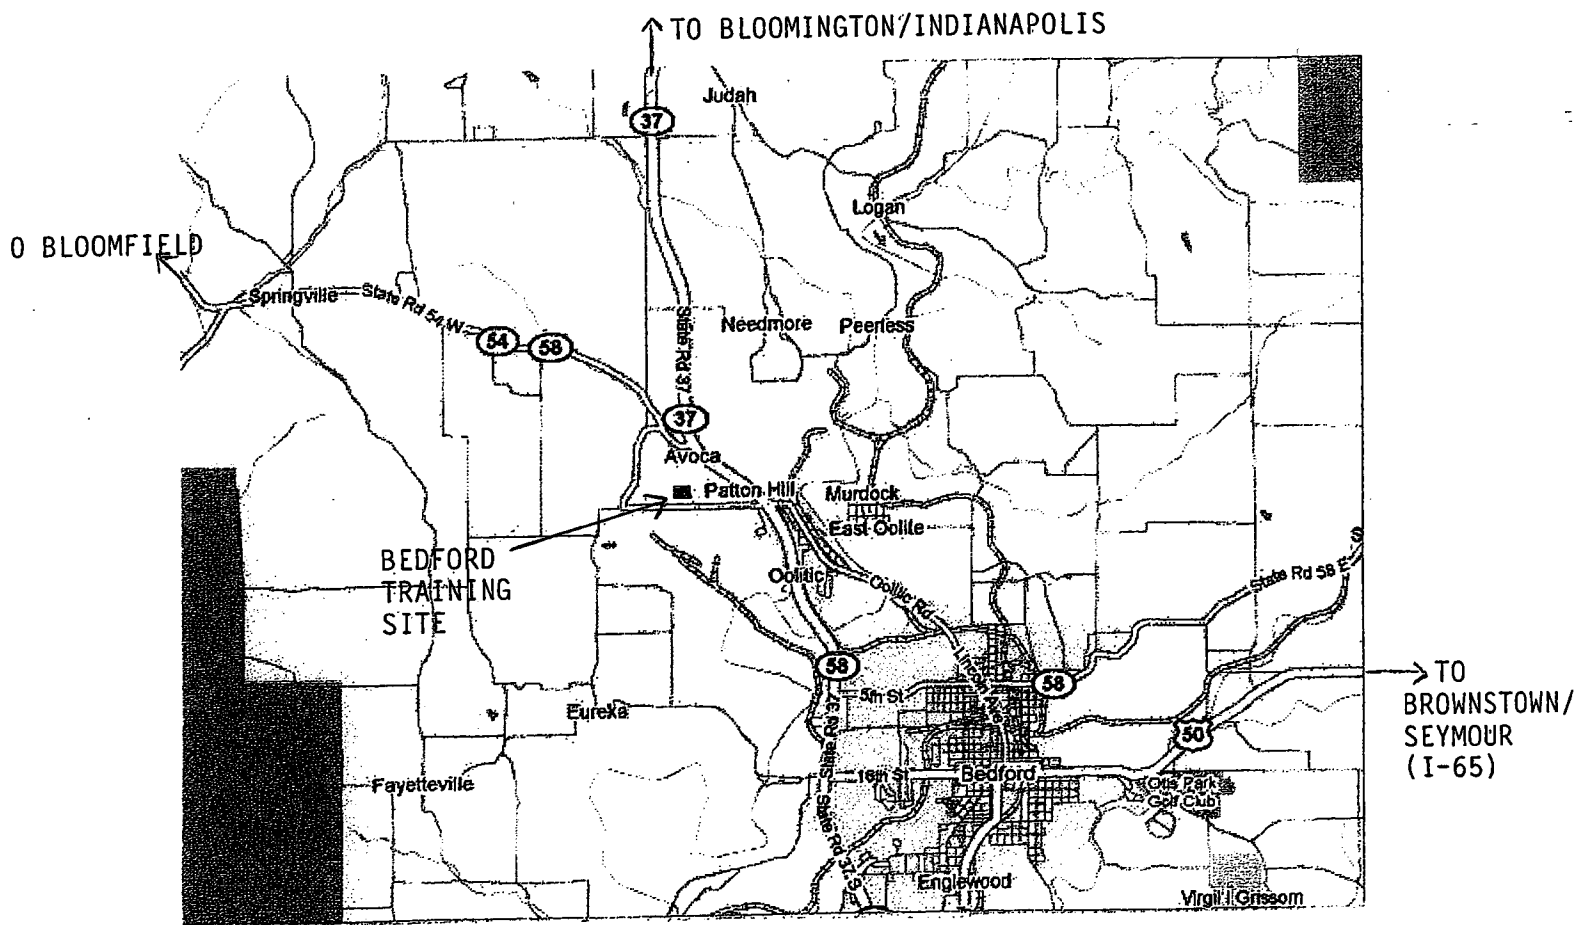 TO BLOOMINGTON/INDIANAPOLIS
Judah
37
Logan
O BLOOMFIELD
Springville
State Rd 54 W
54
58
State Rd 37
Needmore
Peerless
37
Avoca
Patton Hill
Murdock
East Oolite
BEDFORD
TRAINING
SITE
Oolitic
Oolitic Rd
State Rd 58 E
S
58
Lincoln Ave
58
5th St
TO
BROWNSTOWN/
SEYMOUR
(I-65)
50
Eureka
State Rd 37
16th St
Bedford
Fayetteville
Otis Park
Golf Club
State Rd 37 S
Englewood
Virgil I Grissom